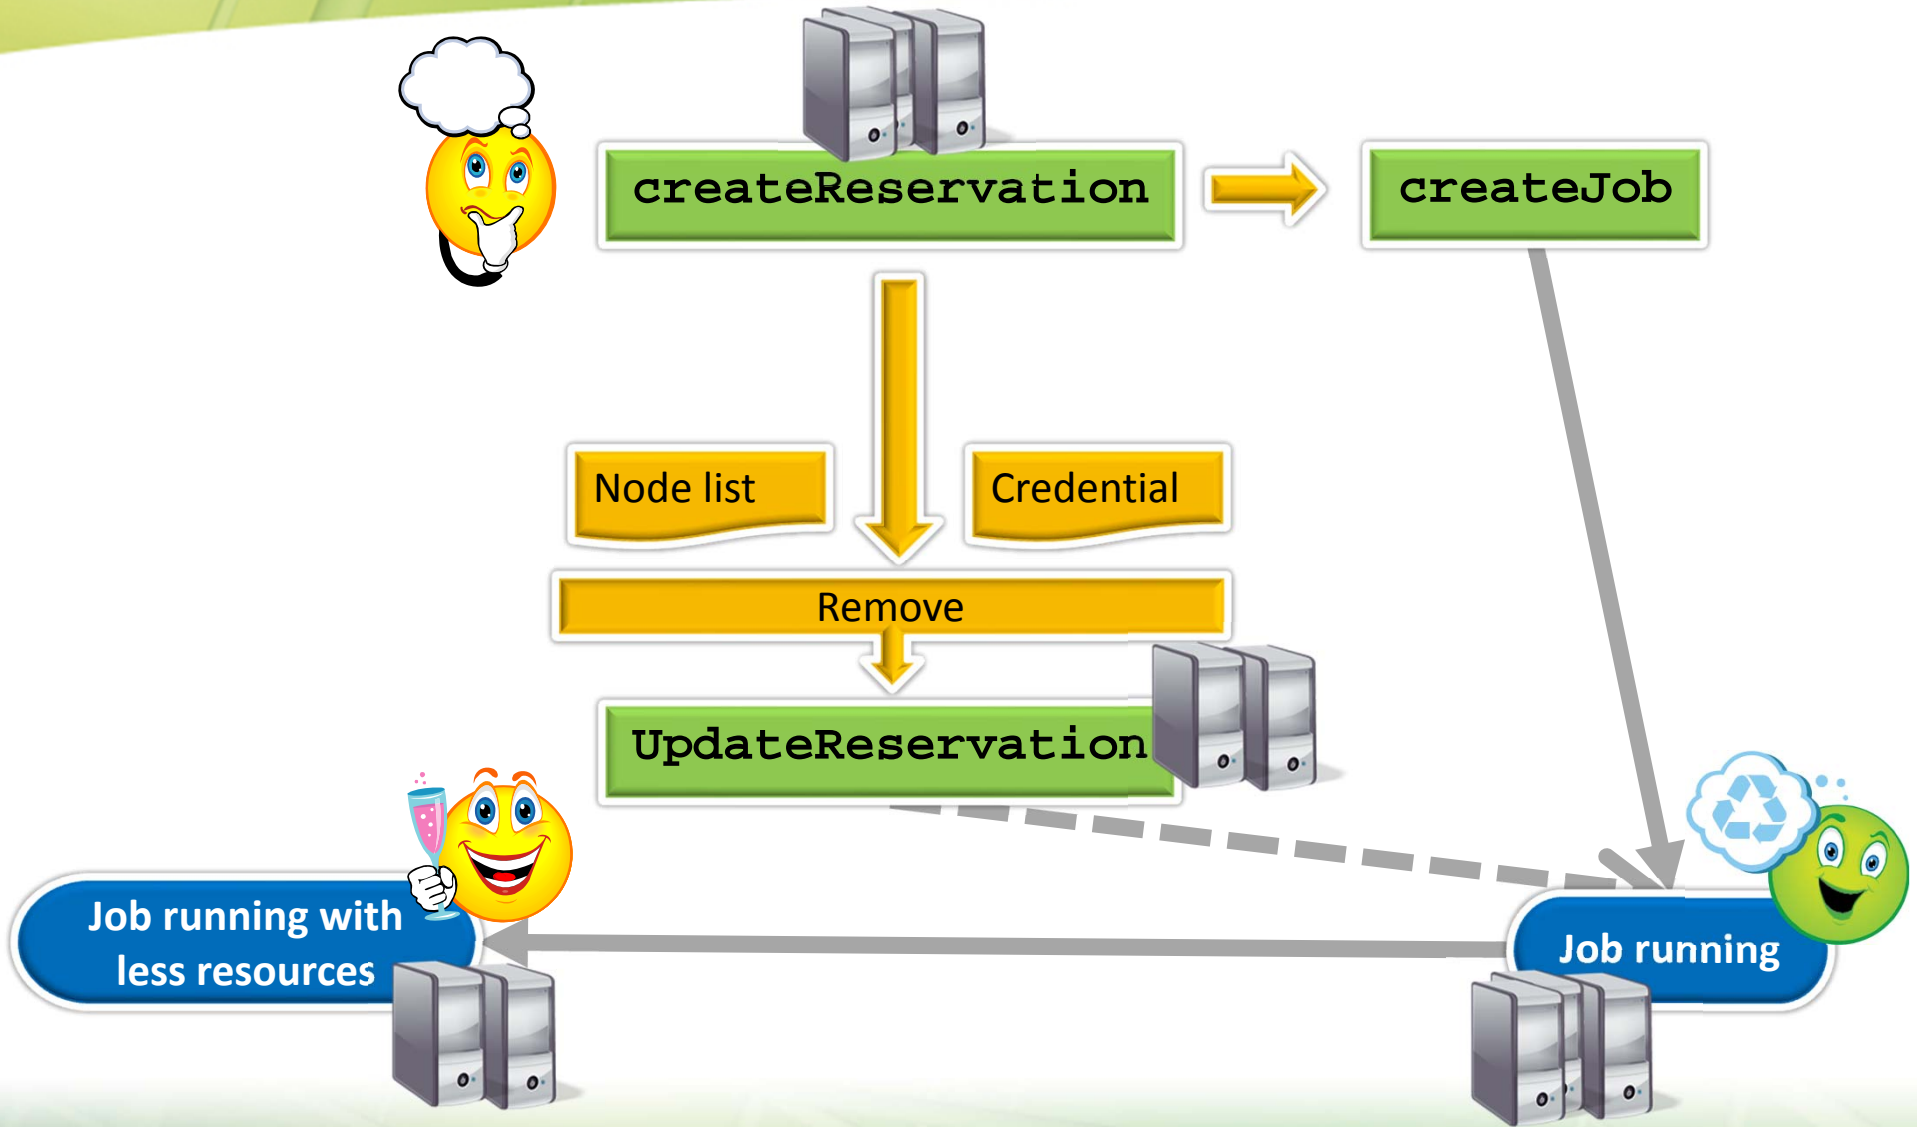 createReservation
createJob
Node list
Credential
Remove
UpdateReservation
Job running with
less resources
Job running